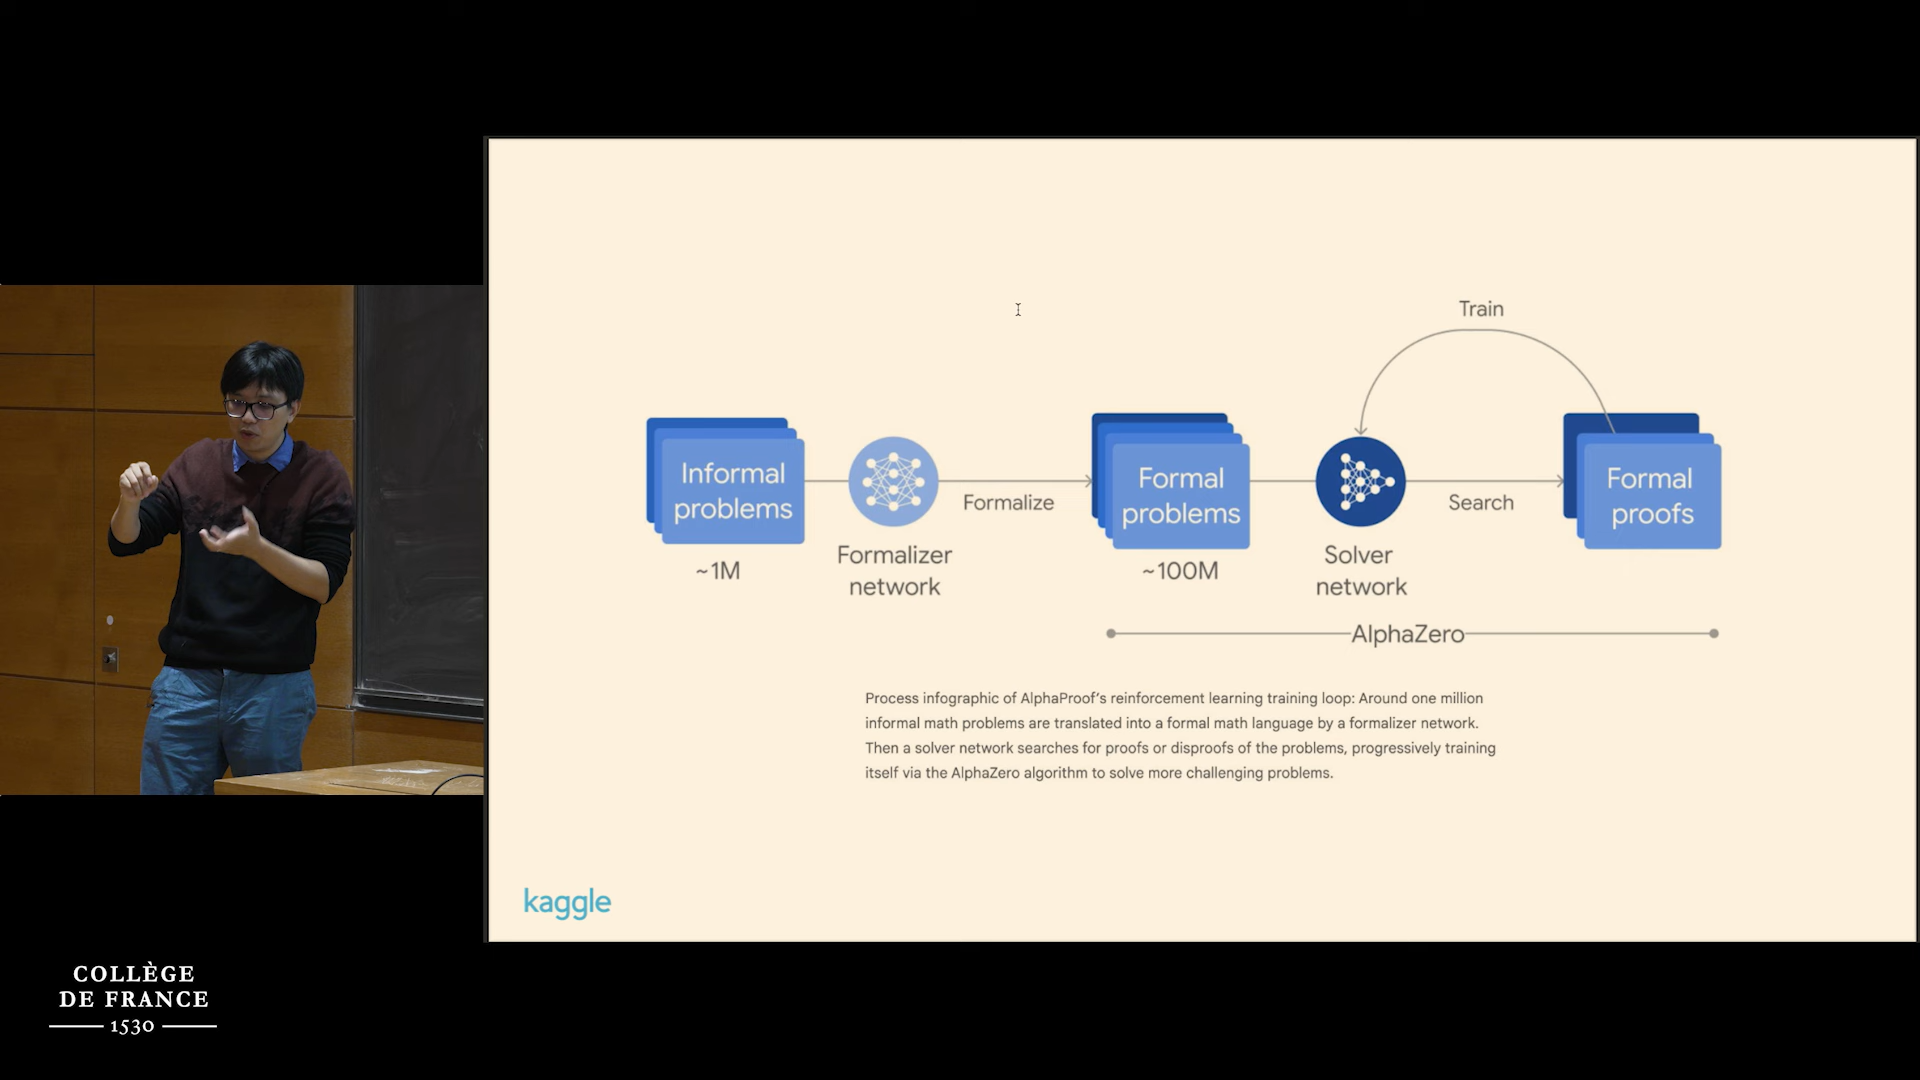 Train
Informal
problems
~1M
Formalizer
network
Formalize
Formal
problems
~100M
Solver
network
Search
Formal
proofs
AlphaZero
Process infographic of AlphaProof's reinforcement learning training loop: Around one million
informal math problems are translated into a formal math language by a formalizer network.
Then a solver network searches for proofs or disproofs of the problems, progressively training
itself via the AlphaZero algorithm to solve more challenging problems.
kaggle
COLLÈGE
DE FRANCE
1530